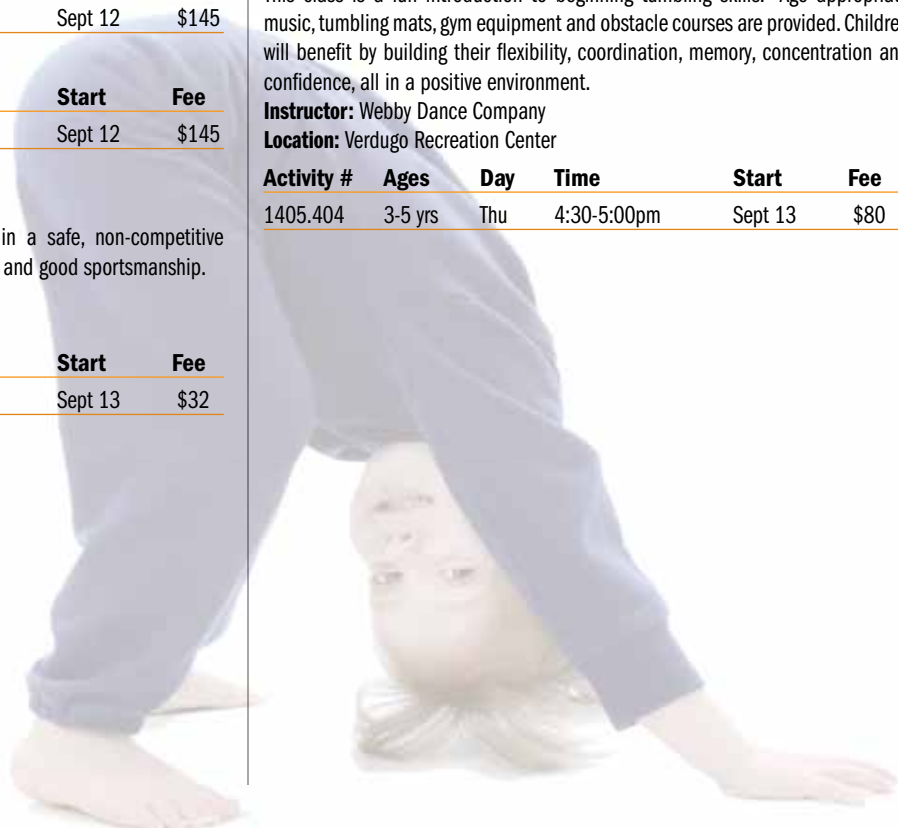 Sept 12 $145
Start Fee
Sept 12 $145
in a safe, non-competitive
and good sportsmanship.
Start Fee
Sept 13 $32
music, tumbling mats, gym equipment and obstacle courses are provided.
will benefit by building their flexibility, coordination, memory, concentration
confidence, all in a positive environment.
Instructor: Webby Dance Company
Location: Verdugo Recreation Center
Activity # Ages Day Time Start Fee
1405.404 3-5 yrs Thu 4:30-5:00pm Sept 13 $80